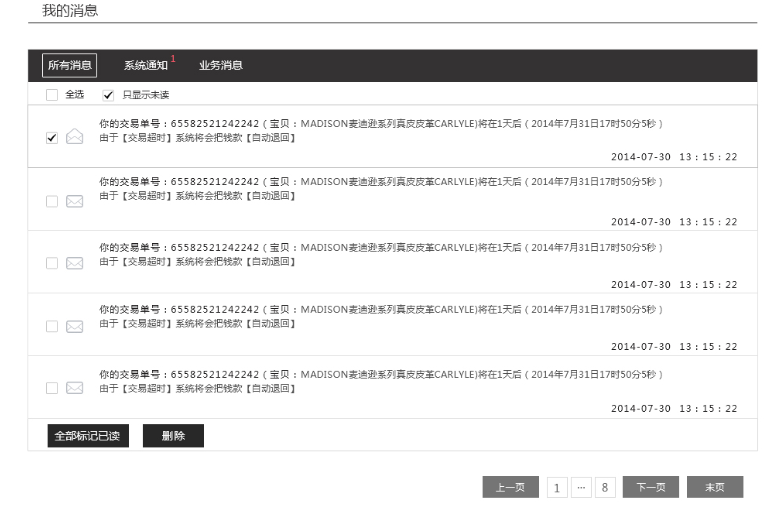 我的消息
所有消息 系统通知 1 业务消息
全选 只显示未读
你的交易单号：65582521242242（宝贝：MADISON麦迪逊系列真皮皮革CARLYLE)将在1天后（2014年7月31日17时50分5秒）
由于【交易超时】系统将会把钱款【自动退回】
2014-07-30 13：15：22
你的交易单号：65582521242242（宝贝：MADISON麦迪逊系列真皮皮革CARLYLE)将在1天后（2014年7月31日17时50分5秒）
由于【交易超时】系统将会把钱款【自动退回】
2014-07-30 13：15：22
你的交易单号：65582521242242（宝贝：MADISON麦迪逊系列真皮皮革CARLYLE)将在1天后（2014年7月31日17时50分5秒）
由于【交易超时】系统将会把钱款【自动退回】
2014-07-30 13：15：22
你的交易单号：65582521242242（宝贝：MADISON麦迪逊系列真皮皮革CARLYLE)将在1天后（2014年7月31日17时50分5秒）
由于【交易超时】系统将会把钱款【自动退回】
2014-07-30 13：15：22
你的交易单号：65582521242242（宝贝：MADISON麦迪逊系列真皮皮革CARLYLE)将在1天后（2014年7月31日17时50分5秒）
由于【交易超时】系统将会把钱款【自动退回】
2014-07-30 13：15：22
全部标记已读 删除
上一页 1 ... 8 下一页 末页